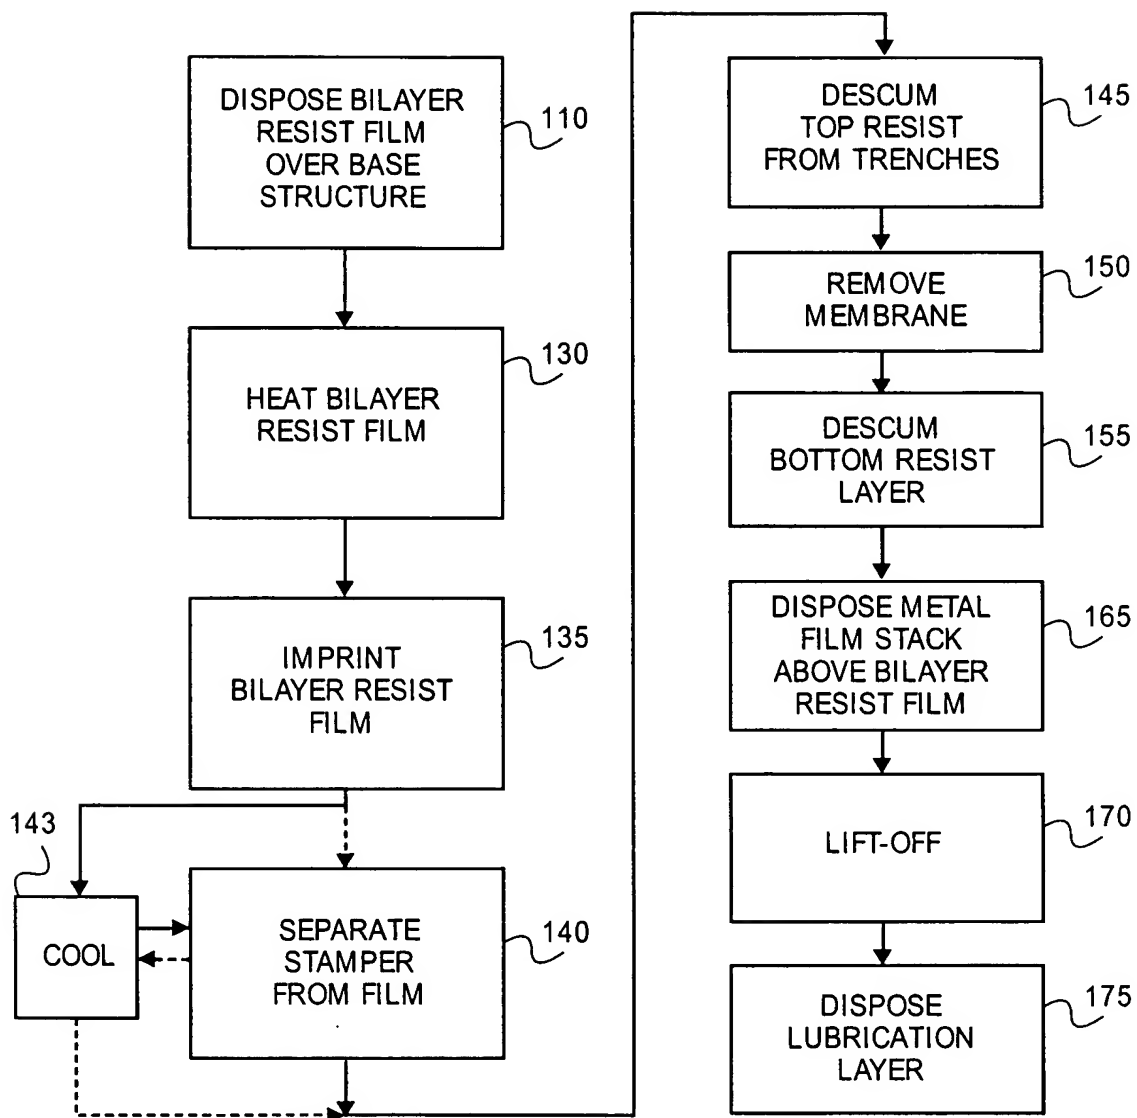 DISPOSE BILAYER
RESIST FILM
OVER BASE
STRUCTURE
110
HEAT BILAYER
RESIST FILM
130
IMPRINT
BILAYER RESIST
FILM
135
143
COOL
SEPARATE
STAMPER
FROM FILM
140
DESCUM
TOP RESIST
FROM TRENCHES
145
REMOVE
MEMBRANE
150
DESCUM
BOTTOM RESIST
LAYER
155
DISPOSE METAL
FILM STACK
ABOVE BILAYER
RESIST FILM
165
LIFT-OFF
170
DISPOSE
LUBRICATION
LAYER
175